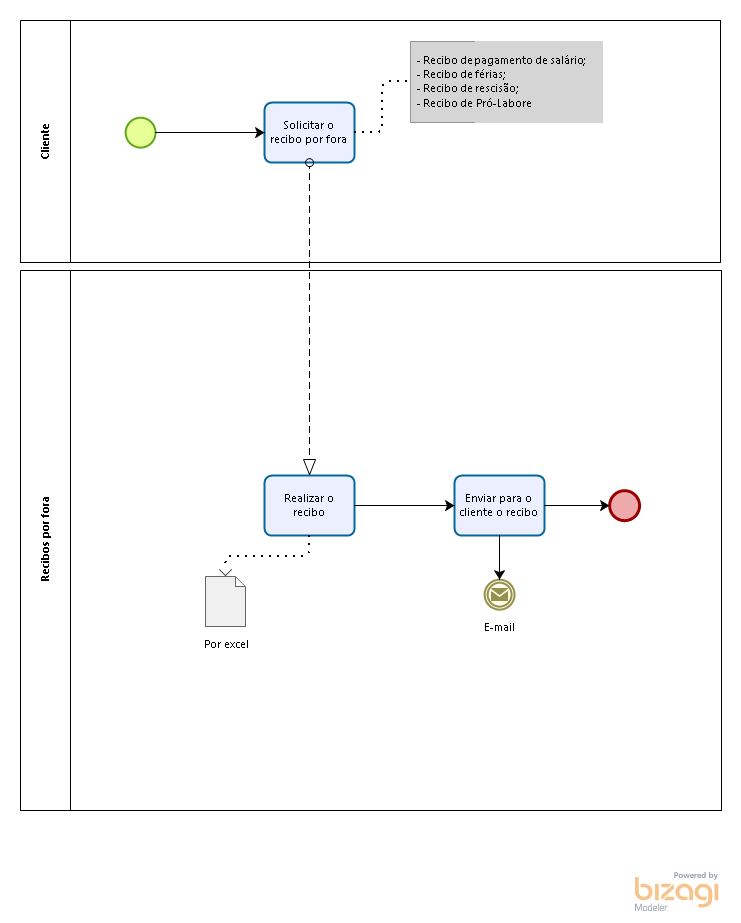 Cliente
Solicitar o
recibo por fora
- Recibo de pagamento de salário;
- Recibo de férias;
- Recibo de rescisão;
- Recibo de Pró-Labore
Recibos por fora
Realizar o
recibo
Enviar para o
cliente o recibo
Por excel
E-mail
Powered by
bizagi
Modeler